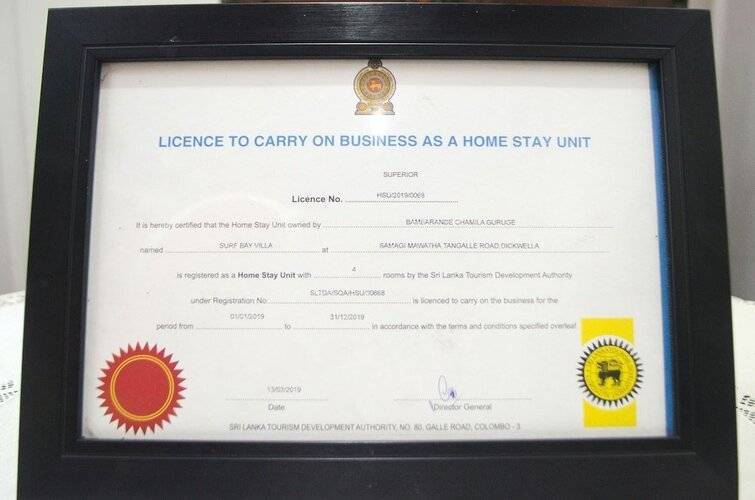 LICENCE TO CARRY ON BUSINESS AS A HOME STAY UNIT
SUPERIOR
Licence No. HSU/2019/0068
It is hereby certified that the Home Stay Unit owned by BAMBARANDE CHAMILA GURUGE
named SURF BAY VILLA at SAMAGI MAWATHA,TANGALLE ROAD,DICKWELLA
is registered as a Home Stay Unit with 4 rooms by the Sri Lanka Tourism Development Authority
under Registration No. SLTDA/SQA/HSU/00668 is licenced to carry on the business for the
period from 01/01/2019 to 31/12/2019 in accordance with the terms and conditions specified overleaf
13/03/2019
Date Director General
SRI LANKA TOURISM DEVELOPMENT AUTHORITY, NO. 80, GALLE ROAD, COLOMBO - 3